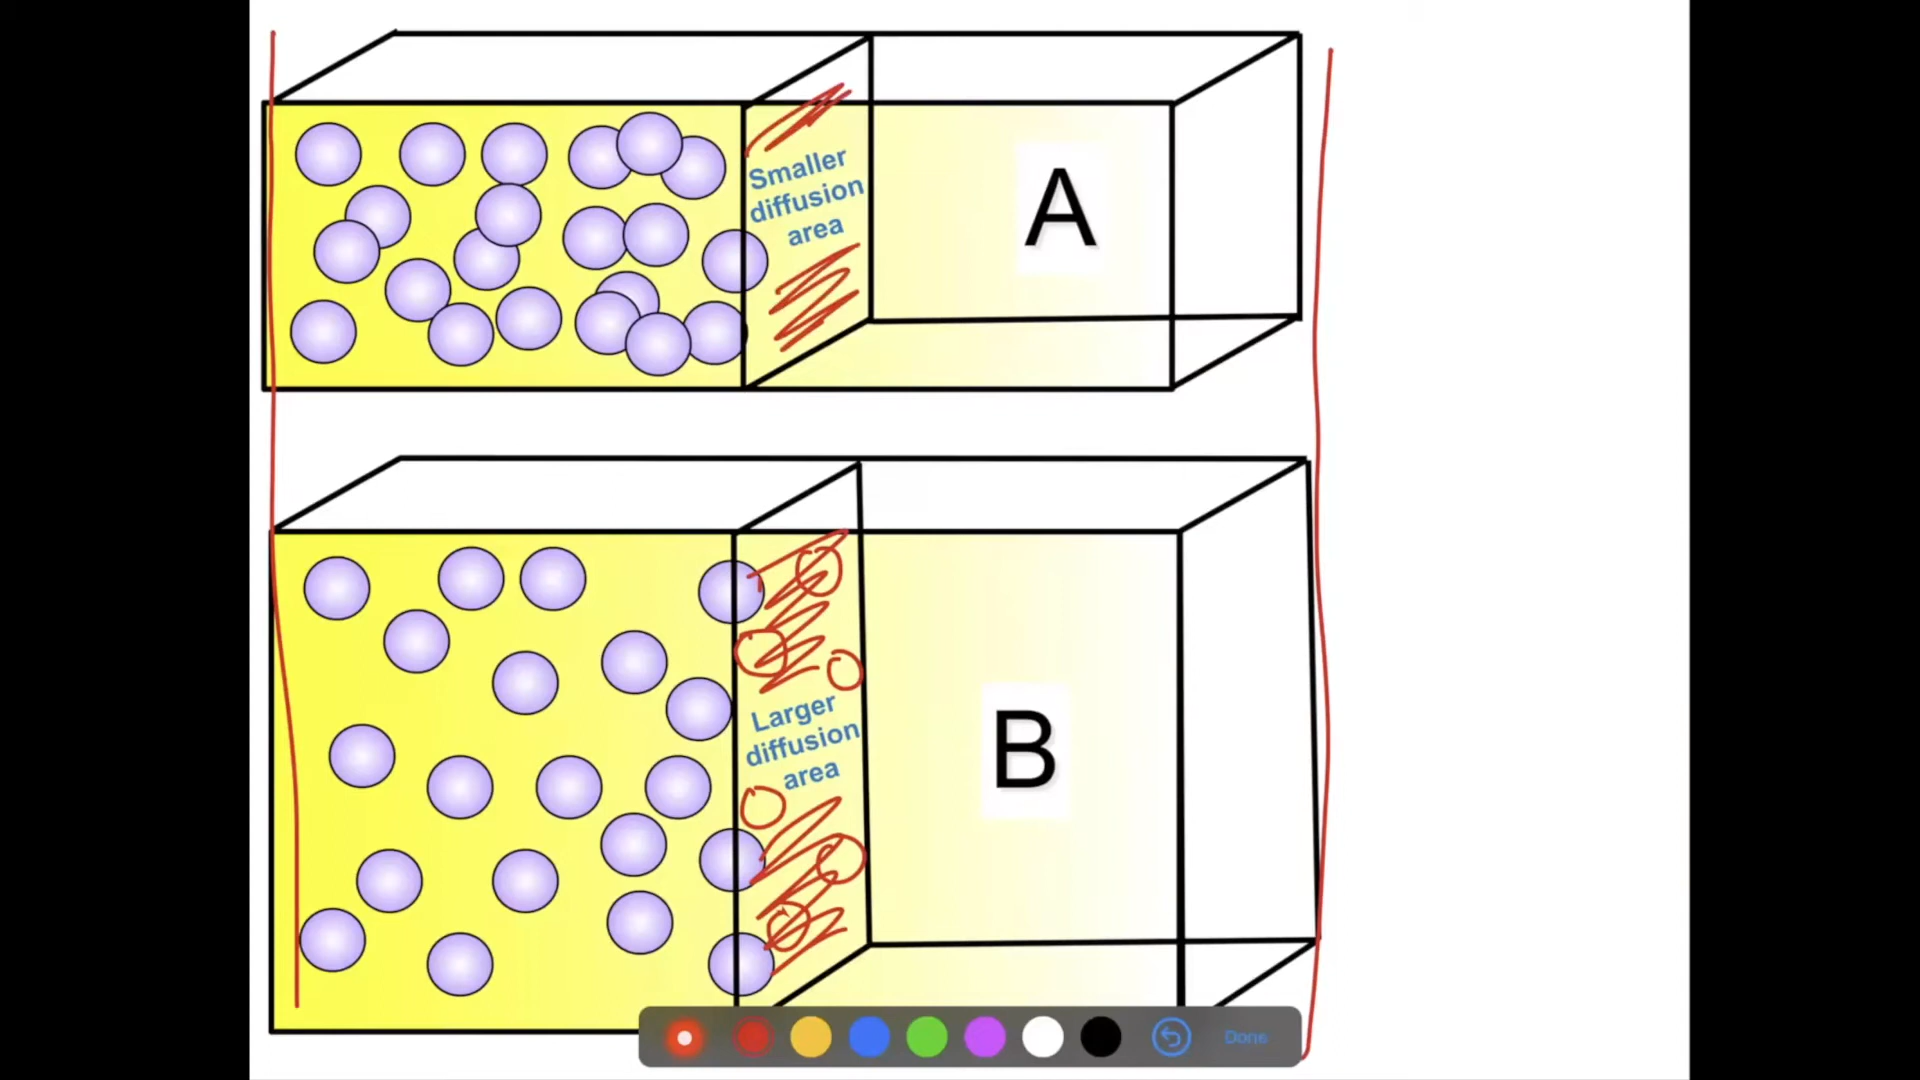 Smaller
diffusion
area
A
Larger
diffusion
area
B
Done